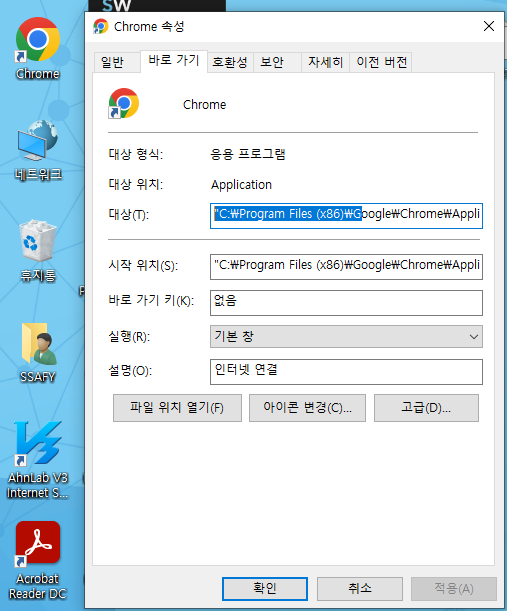 SW
Chrome
네트워크
휴지통
SSAFY
AhnLab V3
Internet S...
Acrobat
Reader DC
Chrome 속성
일반 바로 가기 호환성 보안 자세히 이전 버전
Chrome
대상 형식: 응용 프로그램
대상 위치: Application
대상(T): "C:\Program Files (x86)\Google\Chrome\Appli
시작 위치(S): "C:\Program Files (x86)\Google\Chrome\Appli
바로 가기 키(K): 없음
실행(R): 기본 창
설명(O): 인터넷 연결
파일 위치 열기(F) 아이콘 변경(C)... 고급(D)...
확인 취소 적용(A)